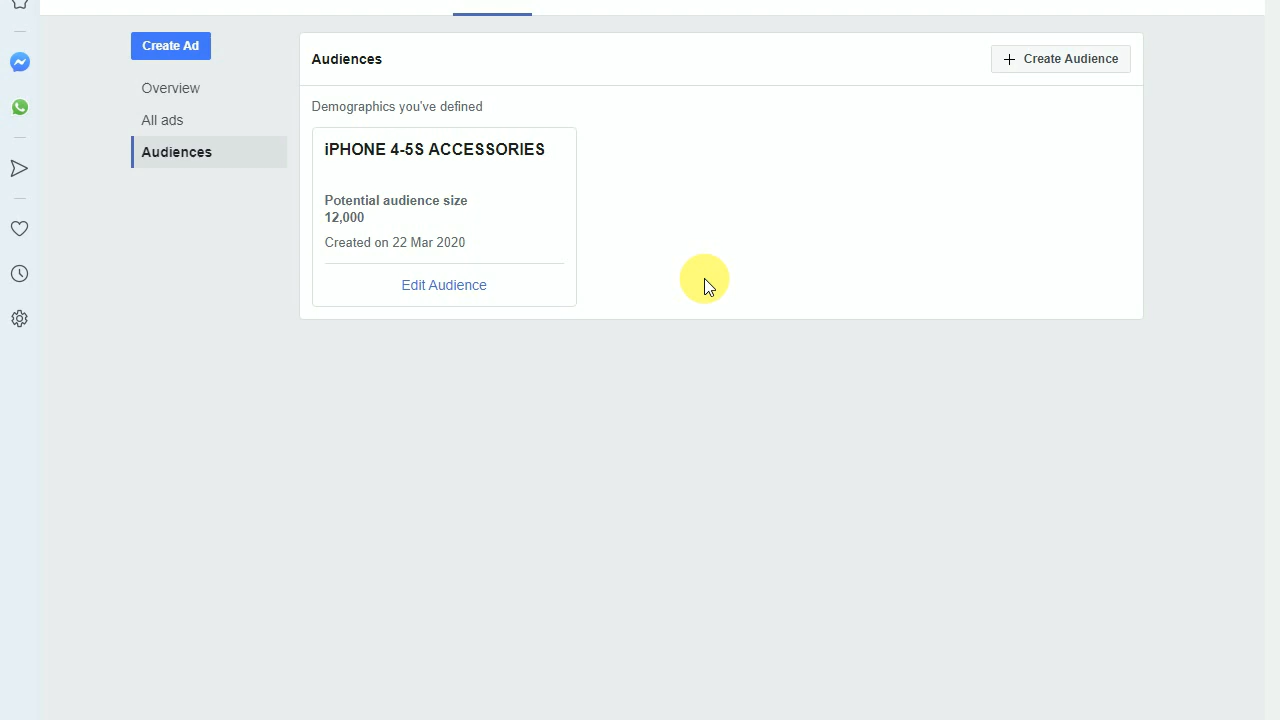 Create Ad
Overview
All ads
Audiences
Audiences
Create Audience
Demographics you've defined
iPHONE 4-5S ACCESSORIES
Potential audience size
12,000
Created on 22 Mar 2020
Edit Audience